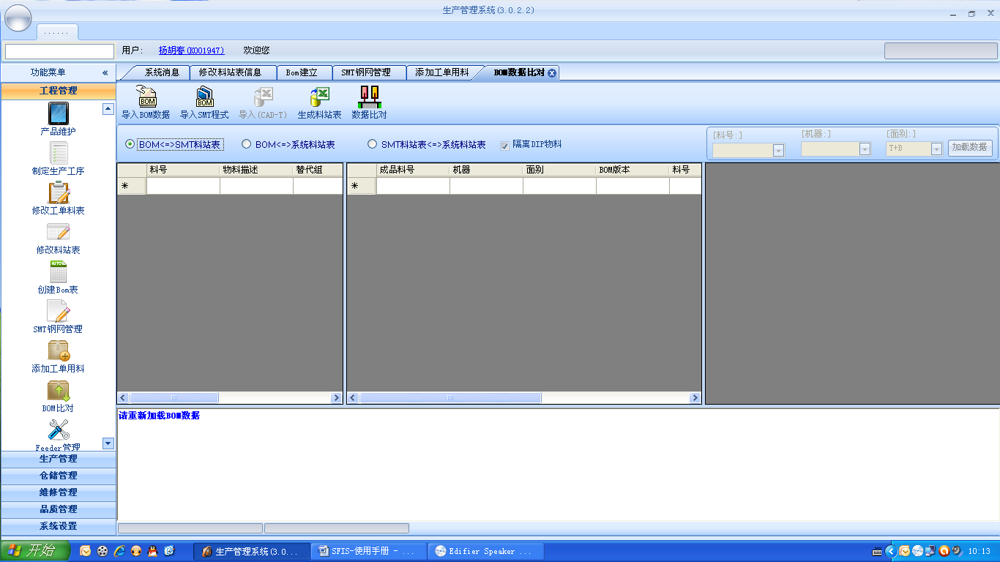 生产管理系统(3.0.2.2)
......
用户: 杨胡春(K001947) 欢迎您
功能菜单 «
系统消息 修改料站表信息 Bom建立 SMT钢网管理 添加工单用料 BOM数据比对
工程管理
导入BOM数据 导入SMT程式 导入(CAD-T) 生成料站表 数据比对
BOM BOM
产品维护
制定生产工序
修改工单料表
修改料站表
AUTO
创建Bom表
SMT钢网管理
添加工单用料
BOM比对
Feeder管理
生产管理
仓储管理
维修管理
品质管理
系统设置
BOM<=>SMT料站表 BOM<=>系统料站表 SMT料站表<=>系统料站表 隔离DIP物料
[料号:] [机器:] [面别:]
T+B 加载数据
料号 物料描述 替代组
*
成品料号 机器 面别 BOM版本 料号
*
请重新加载BOM数据
开始 生产管理系统(3.0... SFIS-使用手册 - ... Edifier Speaker ... 10:13